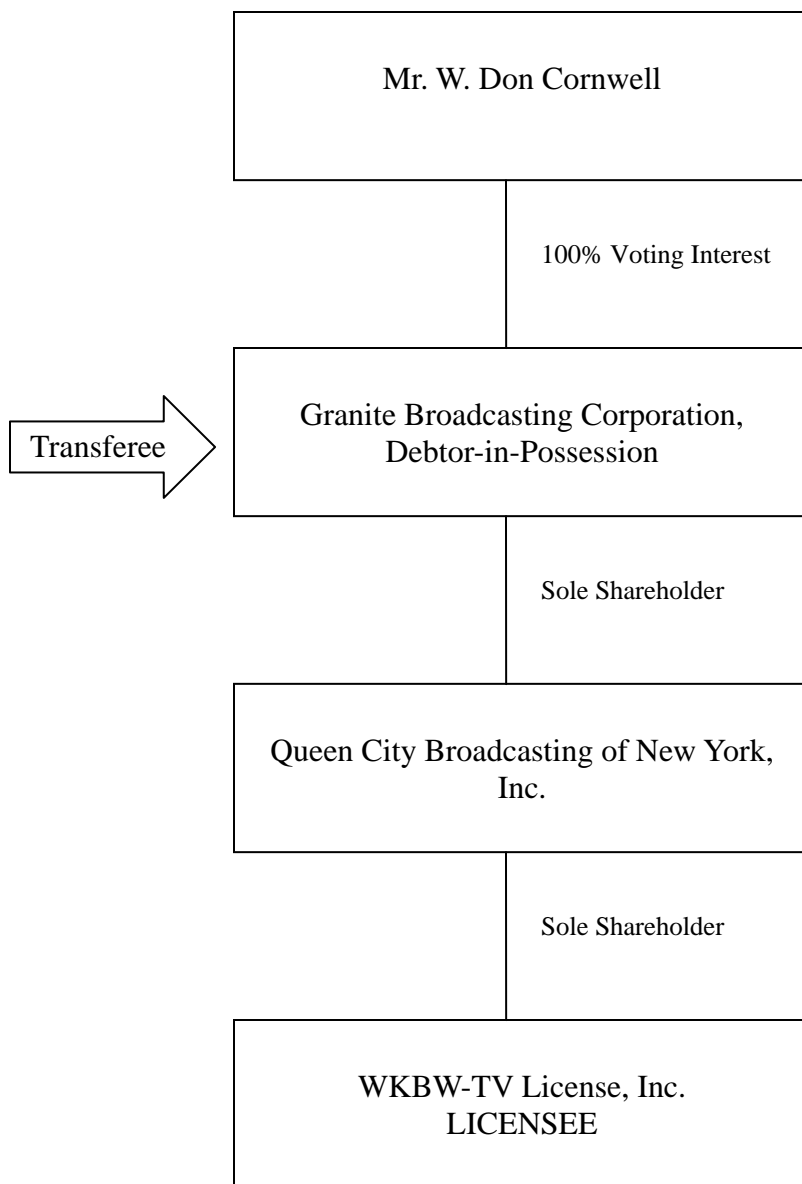 Mr. W. Don Cornwell
100% Voting Interest
Granite Broadcasting Corporation,
Debtor-in-Possession
Transferee
Sole Shareholder
Queen City Broadcasting of New York,
Inc.
Sole Shareholder
WKBW-TV License, Inc.
LICENSEE